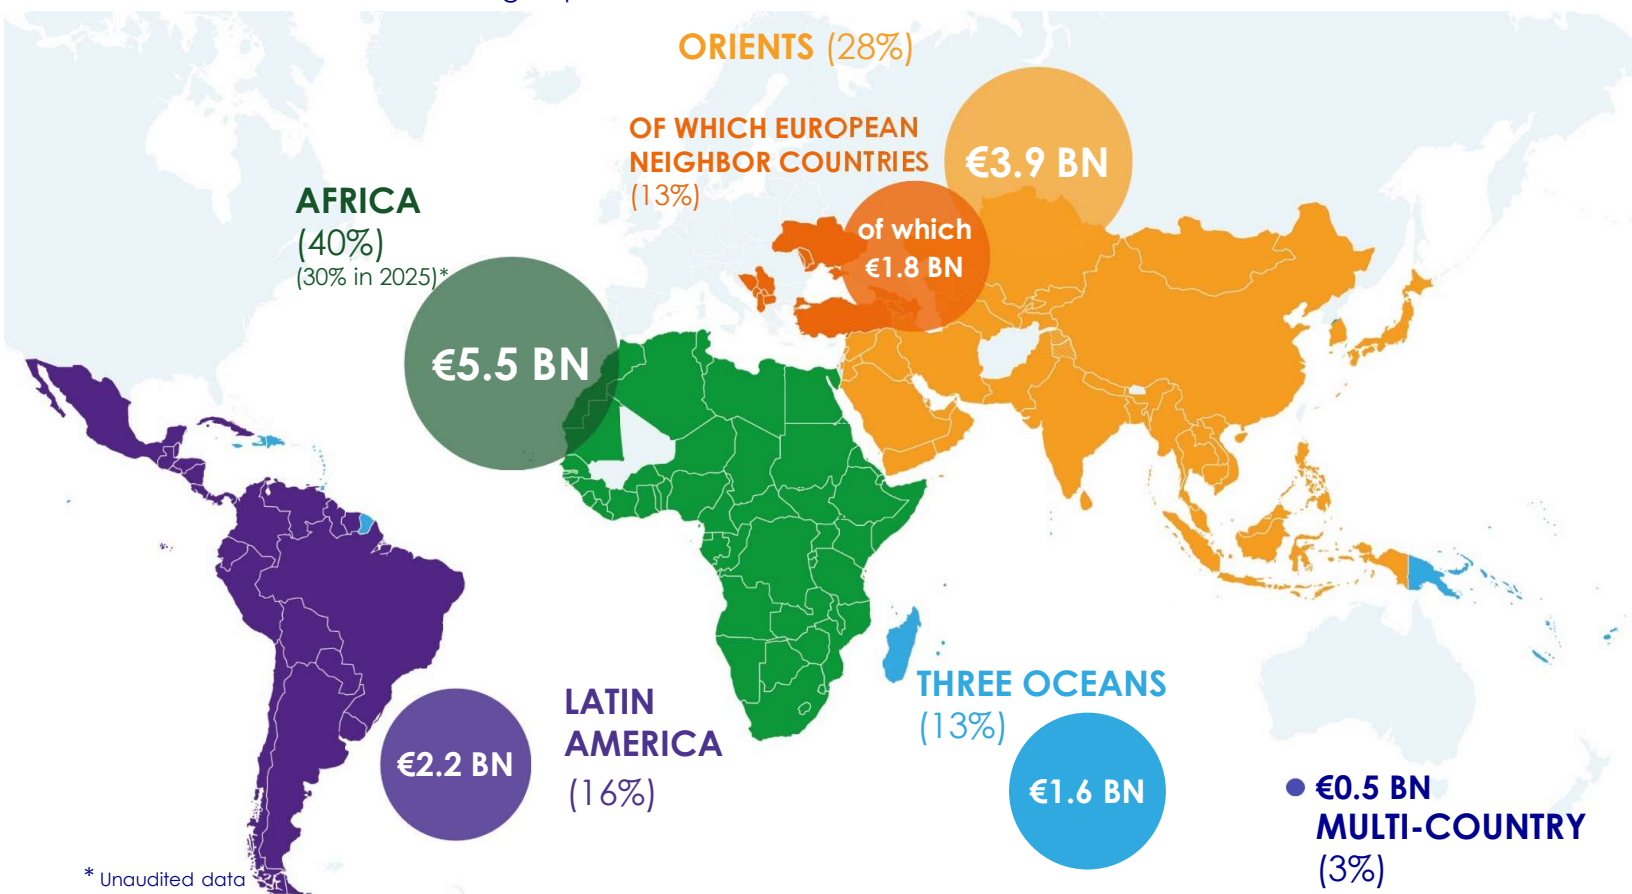 ORIENTS (28%)
OF WHICH EUROPEAN
NEIGHBOR COUNTRIES
(13%)
€3.9 BN
of which
€1.8 BN
AFRICA
(40%)
(30% in 2025)*
€5.5 BN
LATIN
AMERICA
(16%)
€2.2 BN
THREE OCEANS
(13%)
€1.6 BN
€0.5 BN
MULTI-COUNTRY
(3%)
* Unaudited data